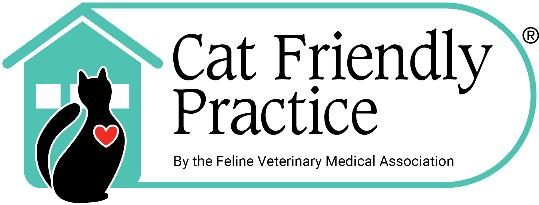 Cat Friendly
Practice
®
By the Feline Veterinary Medical Association